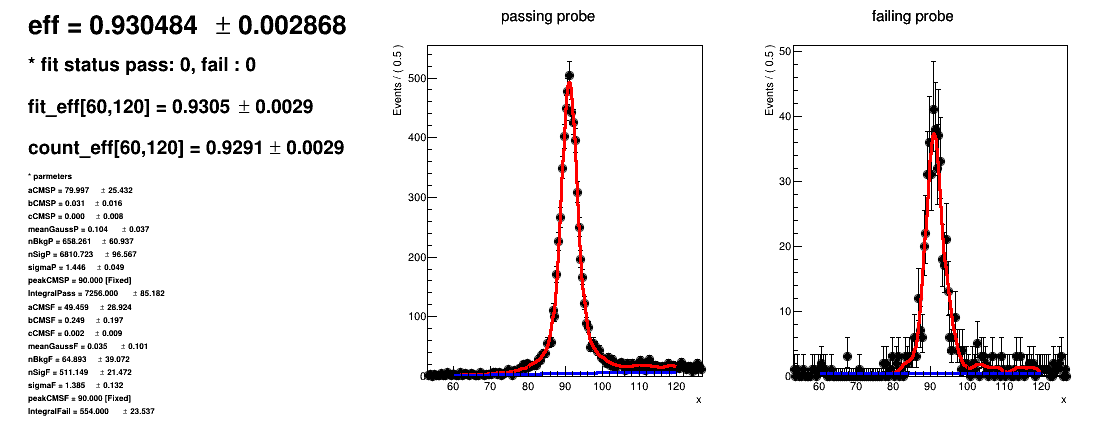 eff = 0.930484 ± 0.002868
* fit status pass: 0, fail : 0
fit_eff[60,120] = 0.9305 ± 0.0029
count_eff[60,120] = 0.9291 ± 0.0029
* parmeters
aCMSP = 79.997 ± 25.432
bCMSP = 0.031 ± 0.016
cCMSP = 0.000 ± 0.008
meanGaussP = 0.104 ± 0.037
nBkgP = 658.261 ± 60.937
nSigP = 6810.723 ± 96.567
sigmaP = 1.446 ± 0.049
peakCMSP = 90.000 [Fixed]
IntegralPass = 7256.000 ± 85.182
aCMSF = 49.459 ± 28.924
bCMSF = 0.249 ± 0.197
cCMSF = 0.002 ± 0.009
meanGaussF = 0.035 ± 0.101
nBkgF = 64.893 ± 39.072
nSigF = 511.149 ± 21.472
sigmaF = 1.385 ± 0.132
peakCMSF = 90.000 [Fixed]
IntegralFail = 554.000 ± 23.537
passing probe
Events / ( 0.5 )
500
400
300
200
100
0
60 70 80 90 100 110 120
x
failing probe
Events / ( 0.5 )
50
40
30
20
10
0
60 70 80 90 100 110 120
x